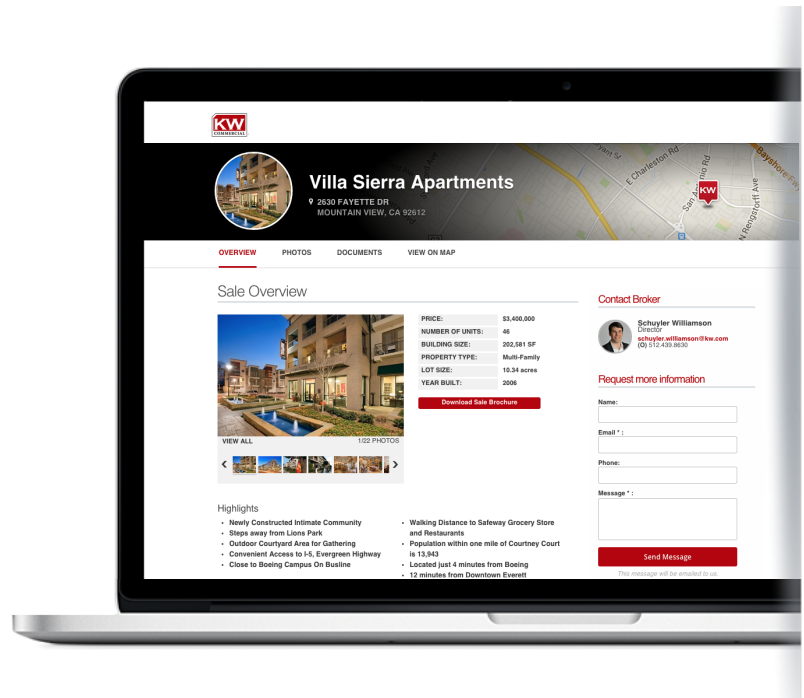 KW
COMMERCIAL
Villa Sierra Apartments
2630 FAYETTE DR
MOUNTAIN VIEW, CA 92612
E Charleston Rd
San Antonio Rd
N Rengstorff Ave
Bayshore
KW
OVERVIEW PHOTOS DOCUMENTS VIEW ON MAP
Sale Overview
PRICE: $3,400,000
NUMBER OF UNITS: 46
BUILDING SIZE: 202,581 SF
PROPERTY TYPE: Multi-Family
LOT SIZE: 10.34 acres
YEAR BUILT: 2006
Download Sale Brochure
VIEW ALL 1/22 PHOTOS
Highlights
• Newly Constructed Intimate Community
• Steps away from Lions Park
• Outdoor Courtyard Area for Gathering
• Convenient Access to I-5, Evergreen Highway
• Close to Boeing Campus On Busline
• Walking Distance to Safeway Grocery Store
and Restaurants
• Population within one mile of Courtney Court
is 13,943
• Located just 4 minutes from Boeing
• 12 minutes from Downtown Everett
Contact Broker
Schuyler Williamson
Director
schuyler.williamson@kw.com
(O) 512.439.8630
Request more information
Name:
Email * :
Phone:
Message * :
Send Message
This message will be emailed to us.